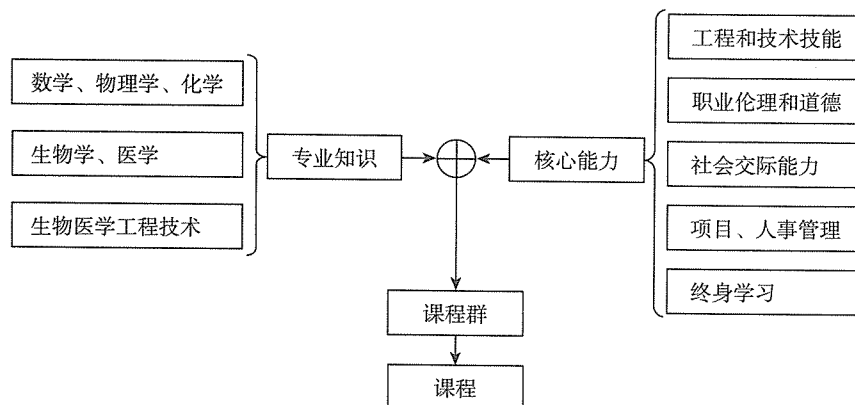 数学、物理学、化学
生物学、医学
生物医学工程技术
专业知识
核心能力
工程和技术技能
职业伦理和道德
社会交际能力
项目、人事管理
终身学习
课程群
课程